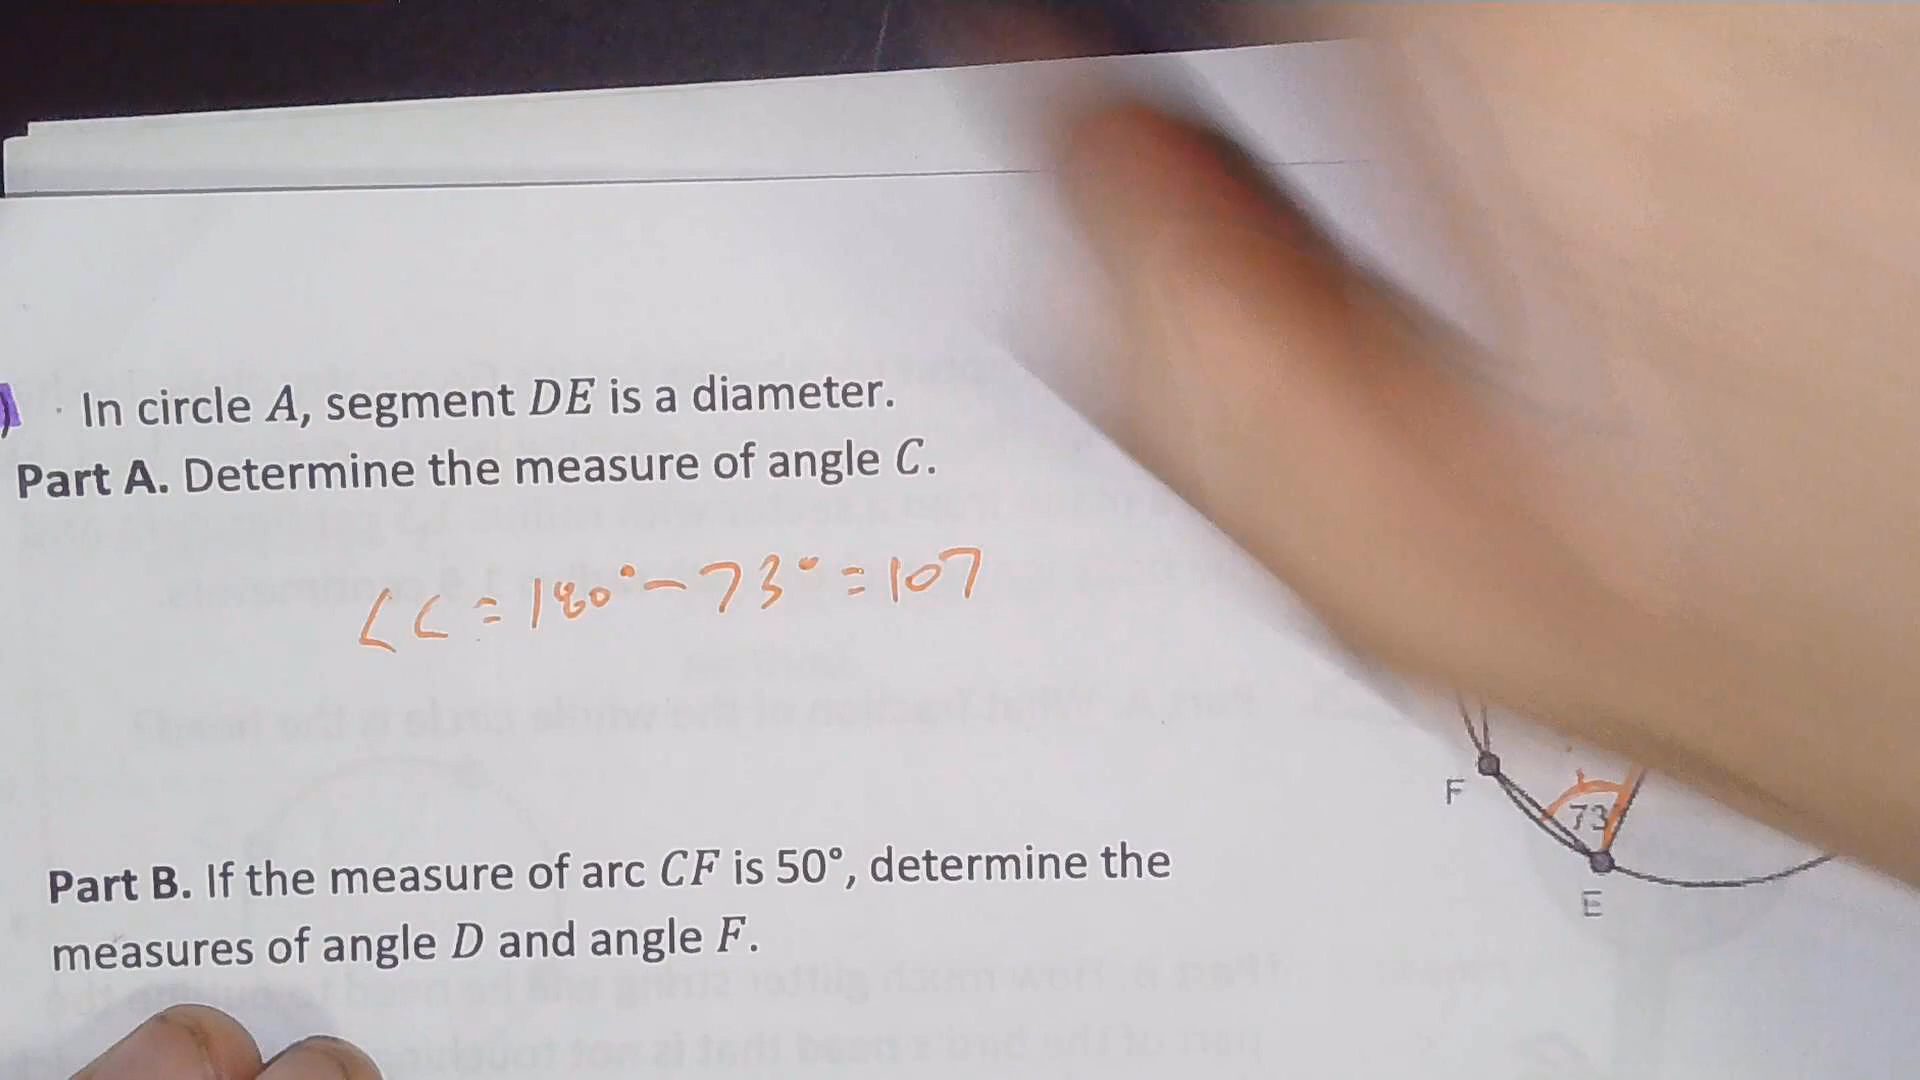 In circle A, segment DE is a diameter.
Part A. Determine the measure of angle C.
∠C = 180° - 73° = 107
F
73
E
Part B. If the measure of arc CF is 50°, determine the
measures of angle D and angle F.